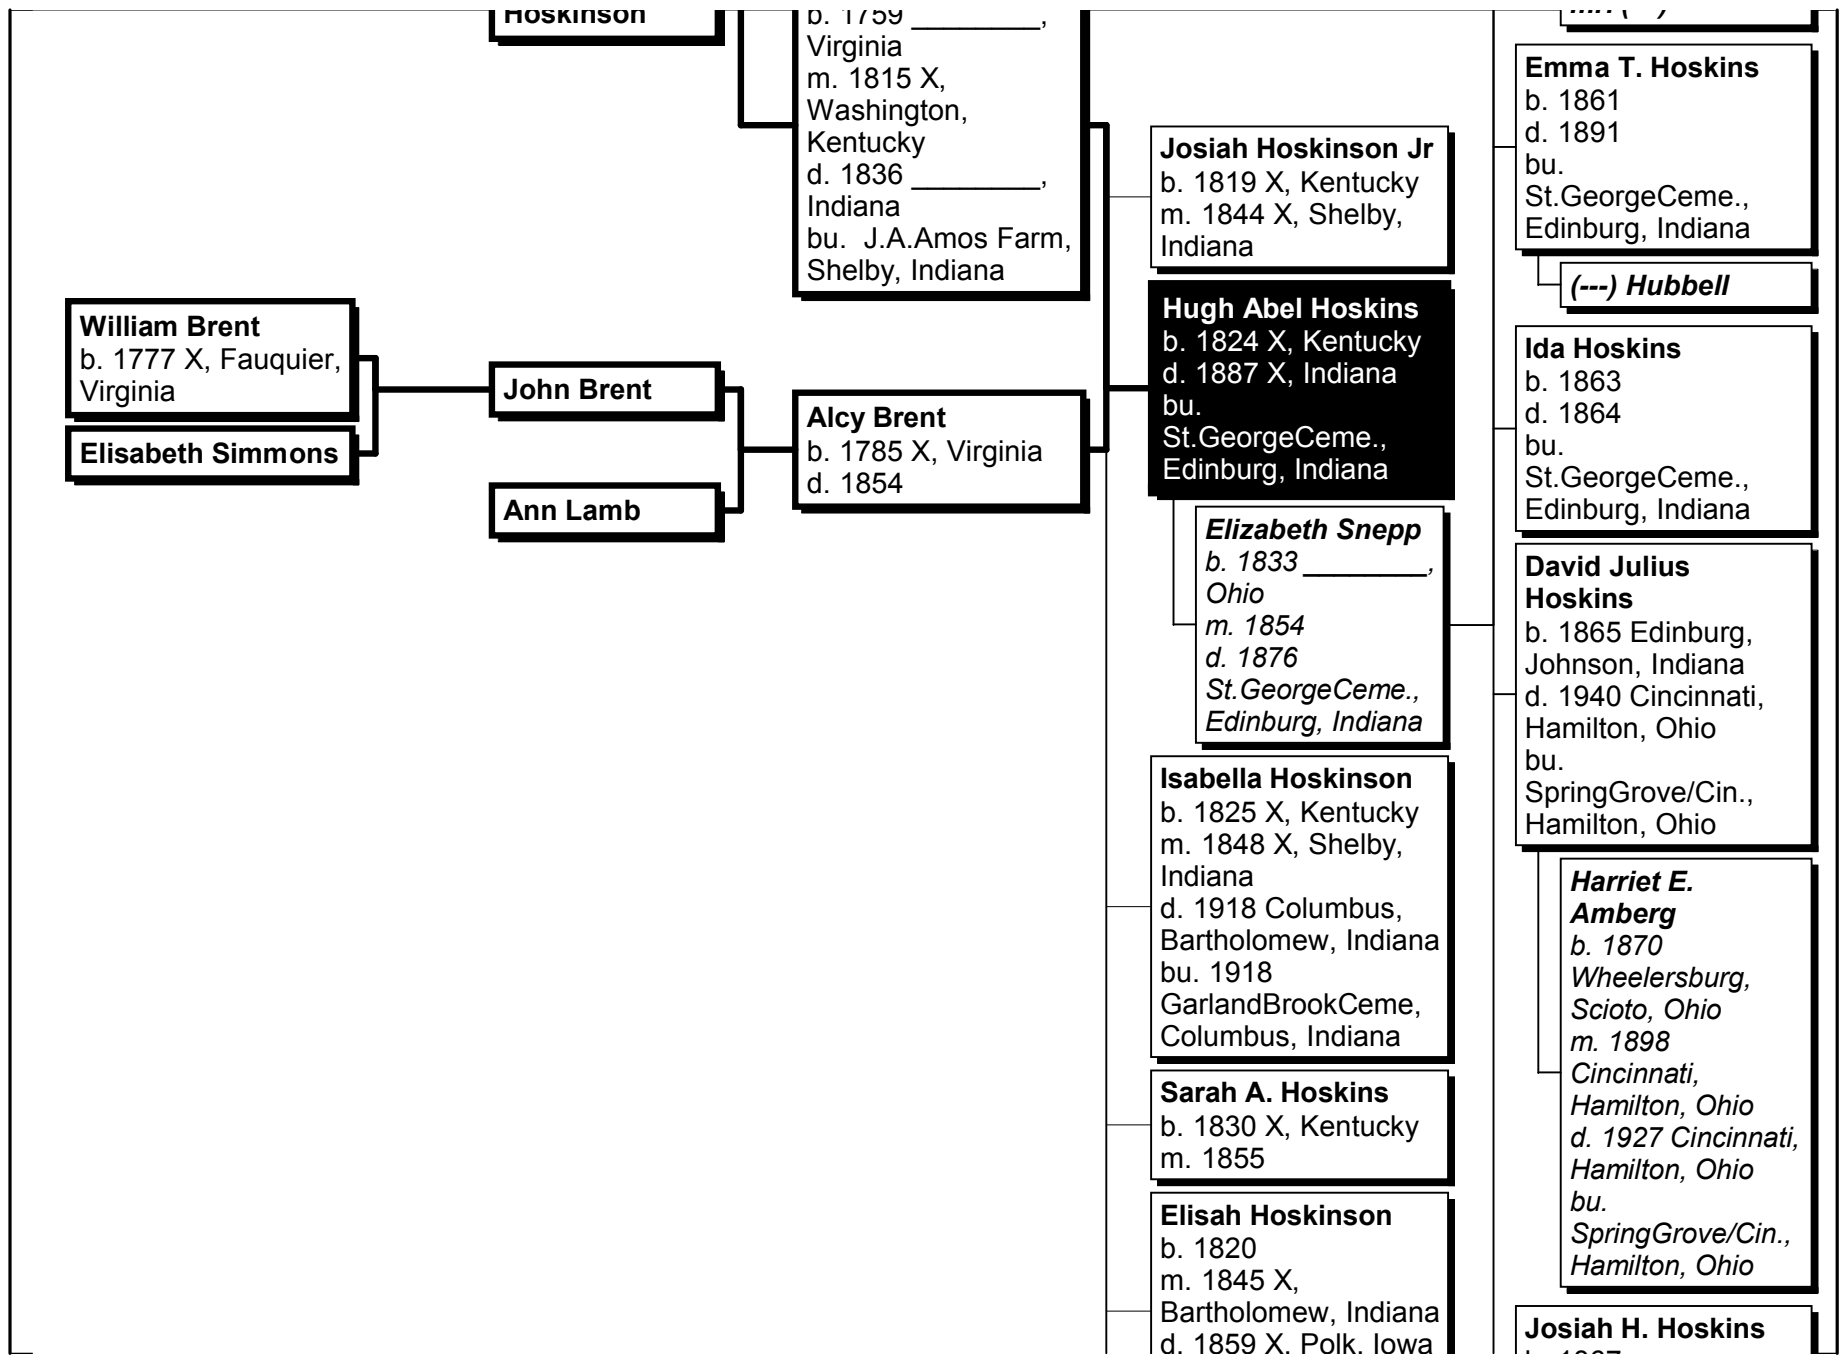 Hoskinson
b. 1759 ________,
Virginia
m. 1815 X,
Washington,
Kentucky
d. 1836 ________,
Indiana
bu.  J.A.Amos Farm,
Shelby, Indiana
William Brent
b. 1777 X, Fauquier,
Virginia
Elisabeth Simmons
John Brent
Ann Lamb
Alcy Brent
b. 1785 X, Virginia
d. 1854
Josiah Hoskinson Jr
b. 1819 X, Kentucky
m. 1844 X, Shelby,
Indiana
Hugh Abel Hoskins
b. 1824 X, Kentucky
d. 1887 X, Indiana
bu.
St.GeorgeCeme.,
Edinburg, Indiana
Elizabeth Snepp
b. 1833 ________,
Ohio
m. 1854
d. 1876
St.GeorgeCeme.,
Edinburg, Indiana
Isabella Hoskinson
b. 1825 X, Kentucky
m. 1848 X, Shelby,
Indiana
d. 1918 Columbus,
Bartholomew, Indiana
bu. 1918
GarlandBrookCeme,
Columbus, Indiana
Sarah A. Hoskins
b. 1830 X, Kentucky
m. 1855
Elisah Hoskinson
b. 1820
m. 1845 X,
Bartholomew, Indiana
d. 1859 X, Polk, Iowa
Emma T. Hoskins
b. 1861
d. 1891
bu.
St.GeorgeCeme.,
Edinburg, Indiana
(---) Hubbell
Ida Hoskins
b. 1863
d. 1864
bu.
St.GeorgeCeme.,
Edinburg, Indiana
David Julius
Hoskins
b. 1865 Edinburg,
Johnson, Indiana
d. 1940 Cincinnati,
Hamilton, Ohio
bu.
SpringGrove/Cin.,
Hamilton, Ohio
Harriet E.
Amberg
b. 1870
Wheelersburg,
Scioto, Ohio
m. 1898
Cincinnati,
Hamilton, Ohio
d. 1927 Cincinnati,
Hamilton, Ohio
bu.
SpringGrove/Cin.,
Hamilton, Ohio
Josiah H. Hoskins